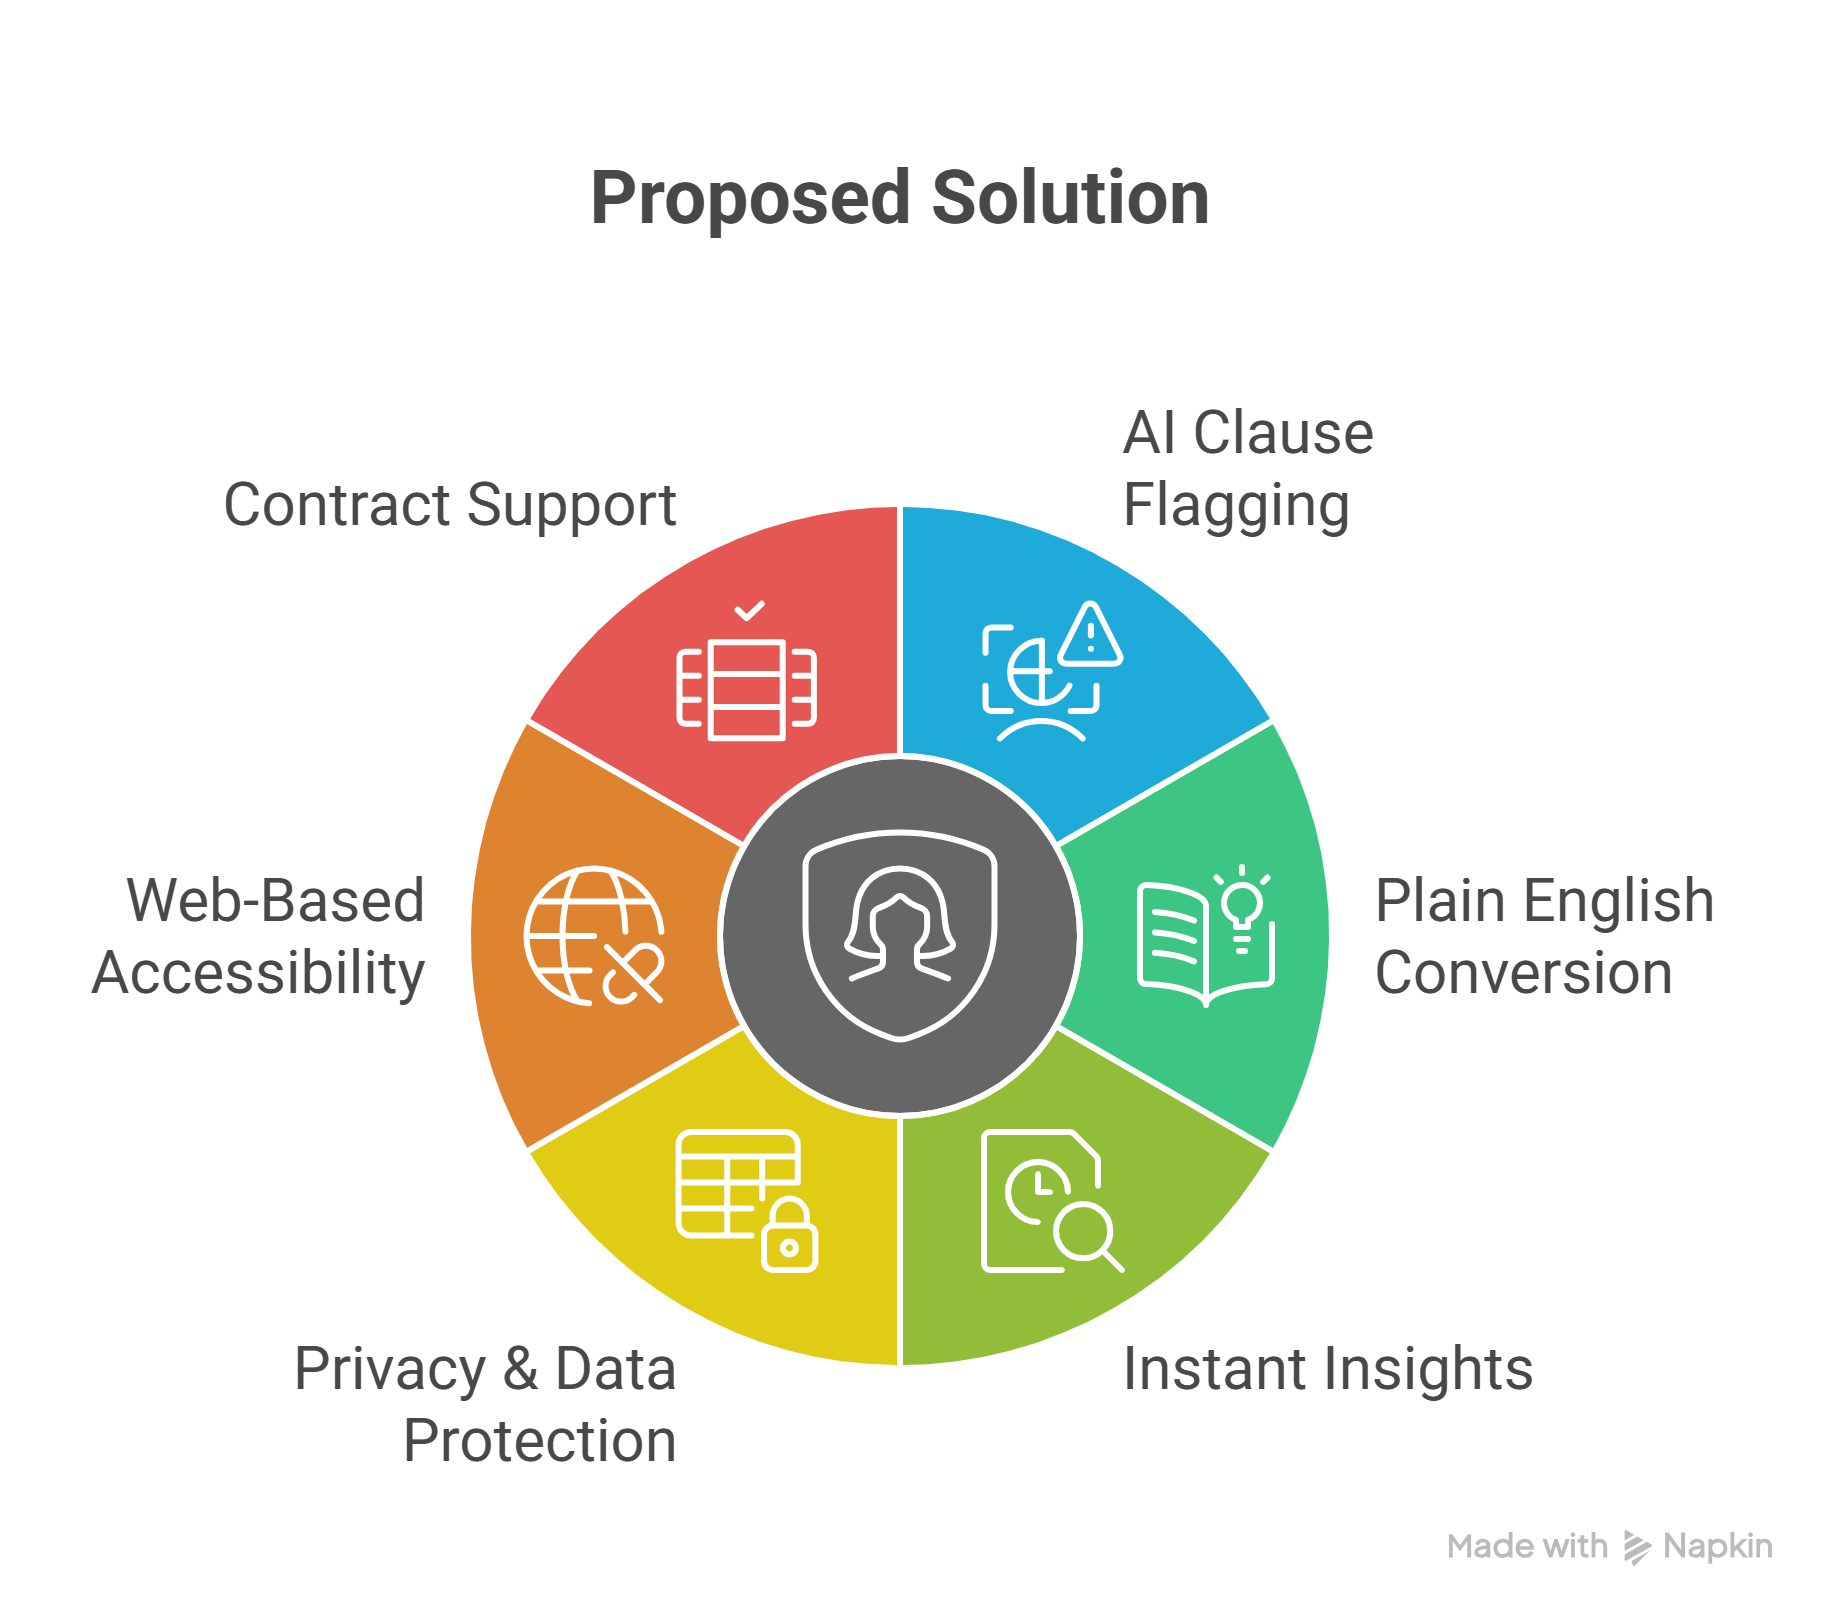 Proposed Solution
AI Clause
Flagging
Contract Support
Plain English
Conversion
Web-Based
Accessibility
Instant Insights
Privacy & Data
Protection
Made with Napkin